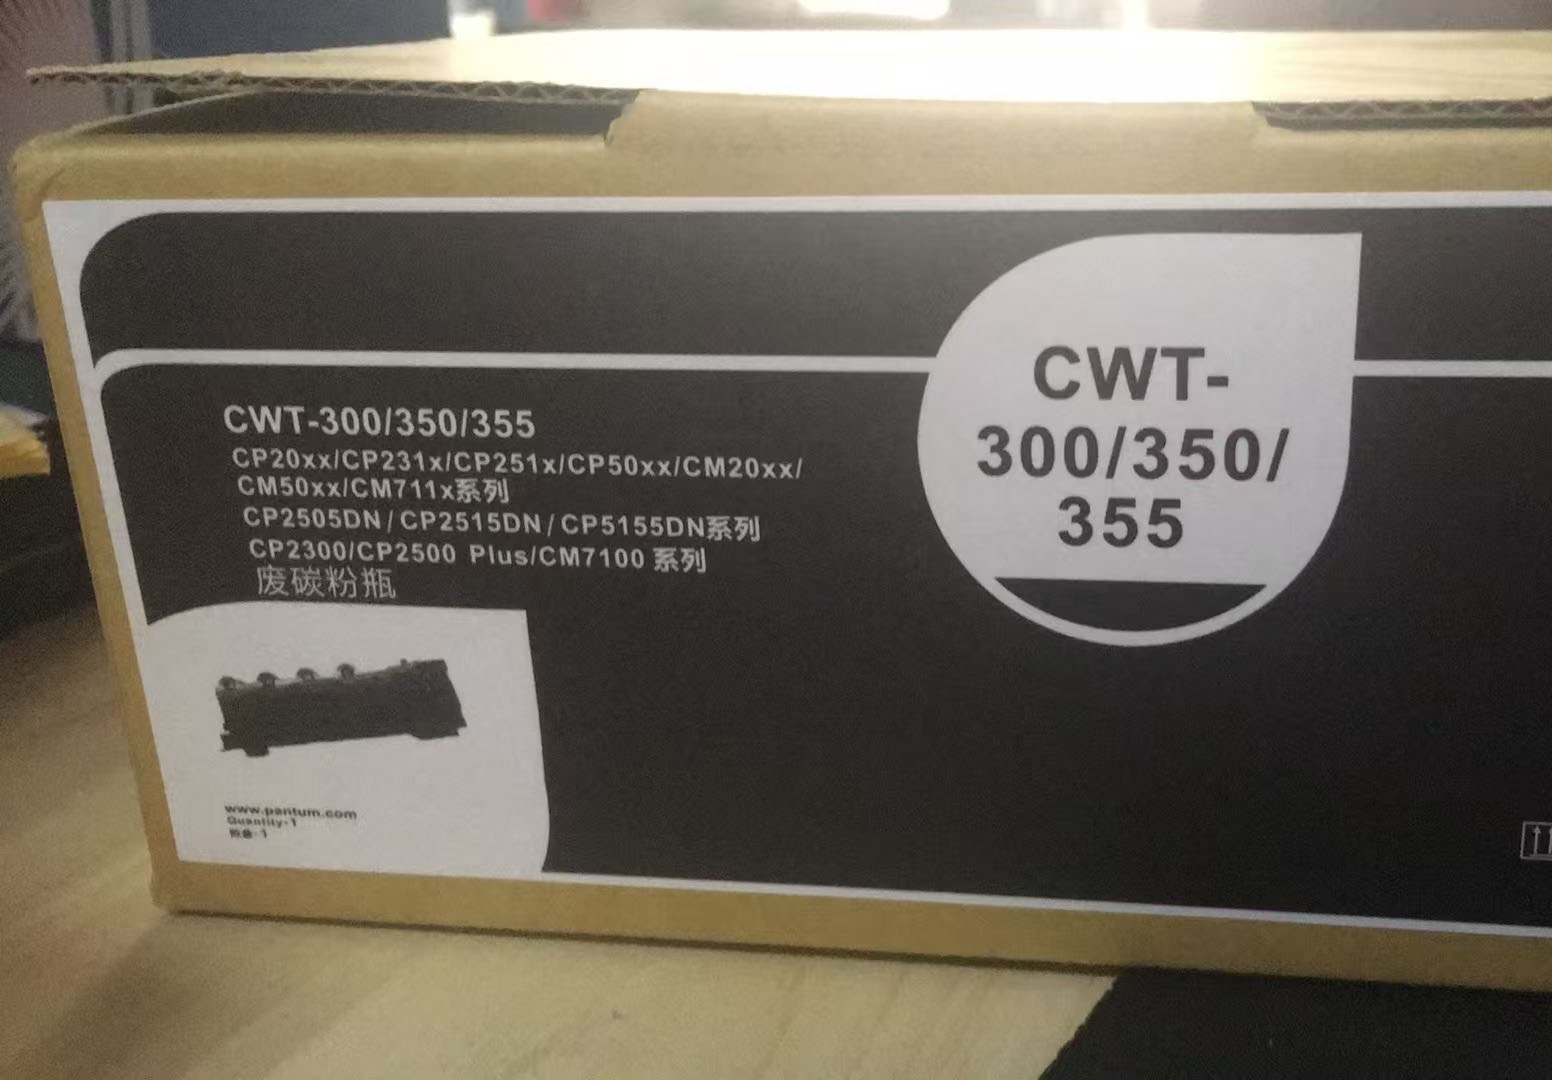 CWT-300/350/355
CP20xx/CP231x/CP251x/CP50xx/CM20xx/
CM50xx/CM711x系列
CP2505DN/CP2515DN/CP5155DN系列
CP2300/CP2500 Plus/CM7100 系列
废碳粉瓶
www.pantum.com
Quantity-1
CWT-
300/350/
355